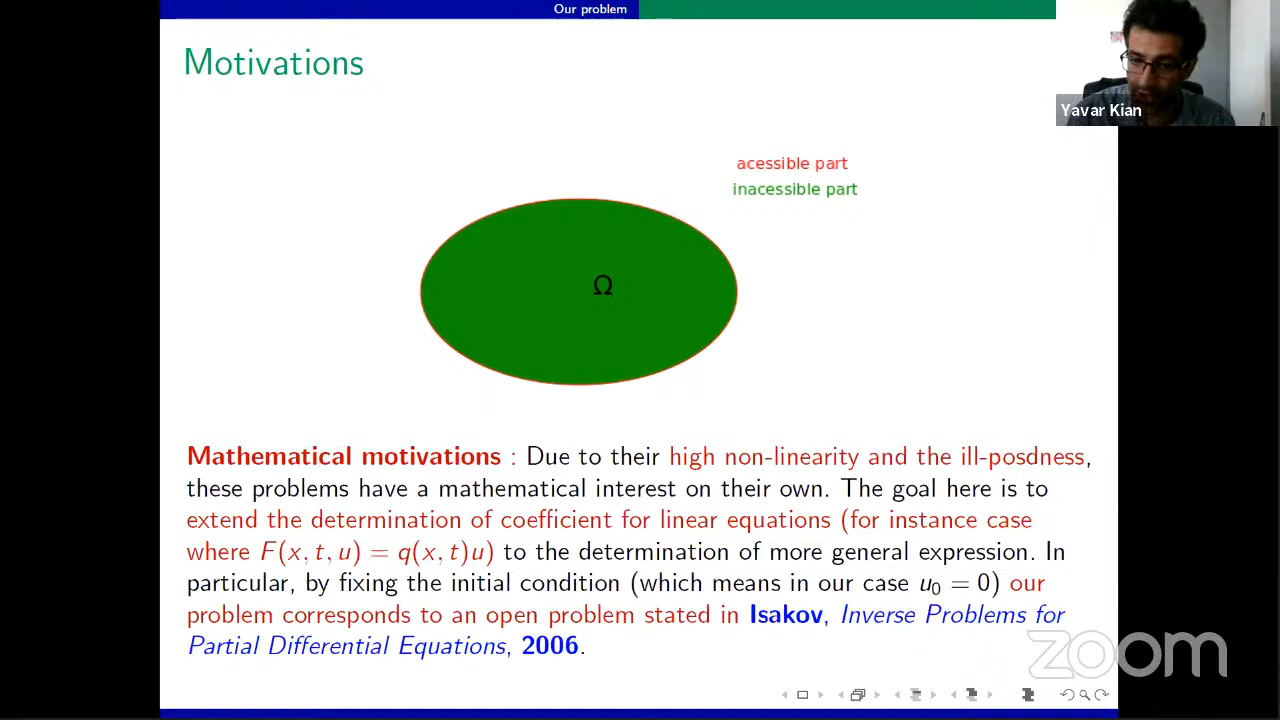 Our problem
Motivations
Yavar Kian
acessible part
inacessible part
Ω
Mathematical motivations : Due to their high non-linearity and the ill-posdness,
these problems have a mathematical interest on their own. The goal here is to
extend the determination of coefficient for linear equations (for instance case
where F(x, t, u) = q(x, t)u) to the determination of more general expression. In
particular, by fixing the initial condition (which means in our case u₀ = 0) our
problem corresponds to an open problem stated in Isakov, Inverse Problems for
Partial Differential Equations, 2006.
zoom